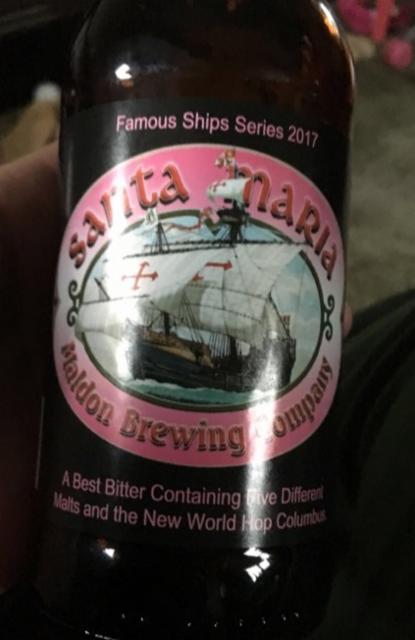 Famous Ships Series 2017
Santa Maria
Maldon Brewing Company
A Best Bitter Containing Five Different
Malts and the New World Hop Columbus.